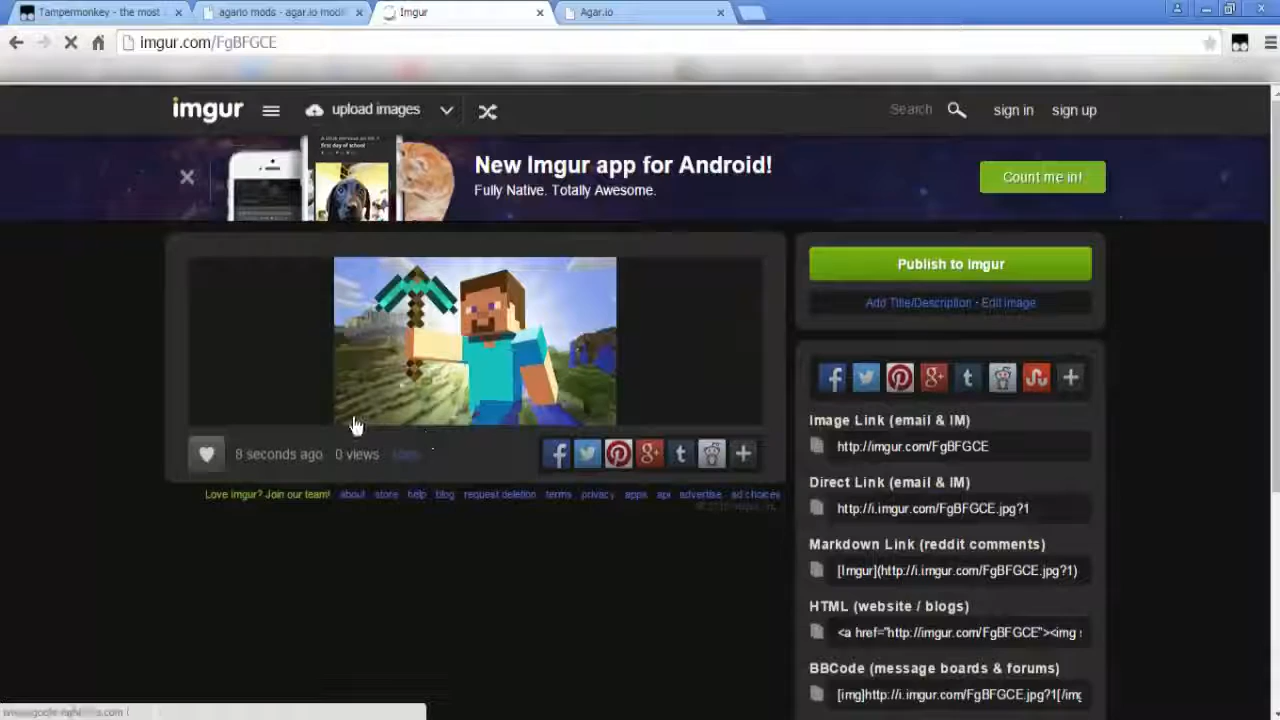 Tampermonkey - the most
agario mods - agar.io modi
Imgur
Agar.io
imgur.com/FgBFGCE
imgur
upload images
Search
sign in
sign up
first day of school
New Imgur app for Android!
Fully Native. Totally Awesome.
Count me in!
Publish to Imgur
Add Title/Description - Edit image
Image Link (email & IM)
http://imgur.com/FgBFGCE
8 seconds ago 0 views
Direct Link (email & IM)
http://i.imgur.com/FgBFGCE.jpg?1
Love imgur? Join our team! about store help blog request deletion terms privacy apps api advertise ad choices
Markdown Link (reddit comments)
[Imgur](http://i.imgur.com/FgBFGCE.jpg?1)
HTML (website / blogs)
<a href="http://imgur.com/FgBFGCE"><img s
BBCode (message boards & forums)
[img]http://i.imgur.com/FgBFGCE.jpg?1[/img